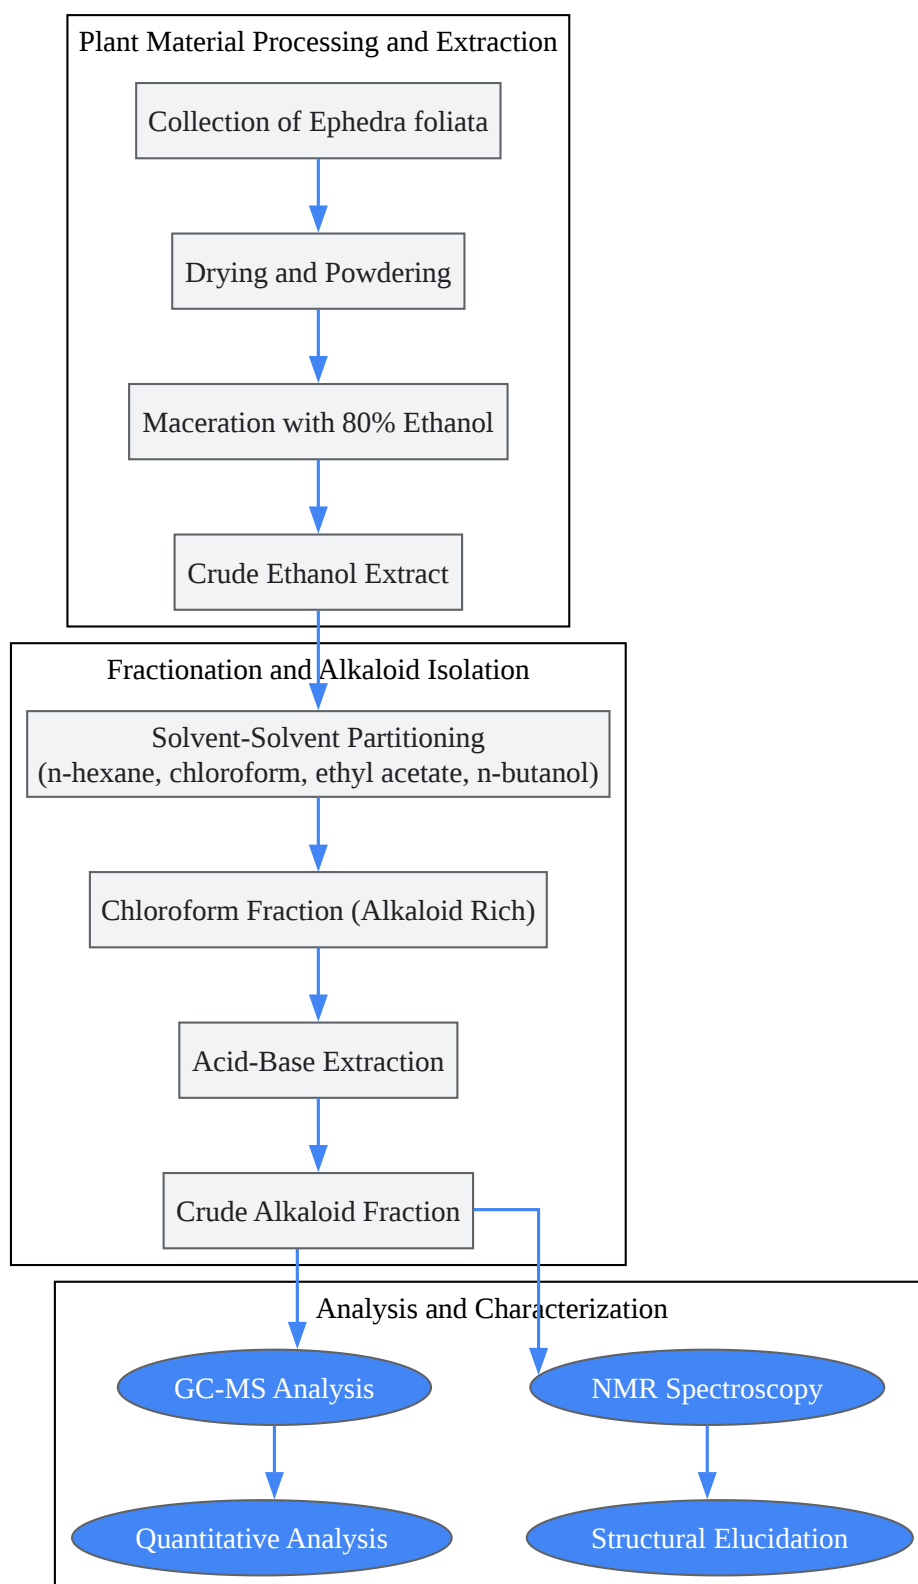 Plant Material Processing and Extraction
Collection of Ephedra foliata
Drying and Powdering
Maceration with 80% Ethanol
Crude Ethanol Extract
Fractionation and Alkaloid Isolation
Solvent-Solvent Partitioning
(n-hexane, chloroform, ethyl acetate, n-butanol)
Chloroform Fraction (Alkaloid Rich)
Acid-Base Extraction
Crude Alkaloid Fraction
Analysis and Characterization
GC-MS Analysis
NMR Spectroscopy
Quantitative Analysis
Structural Elucidation